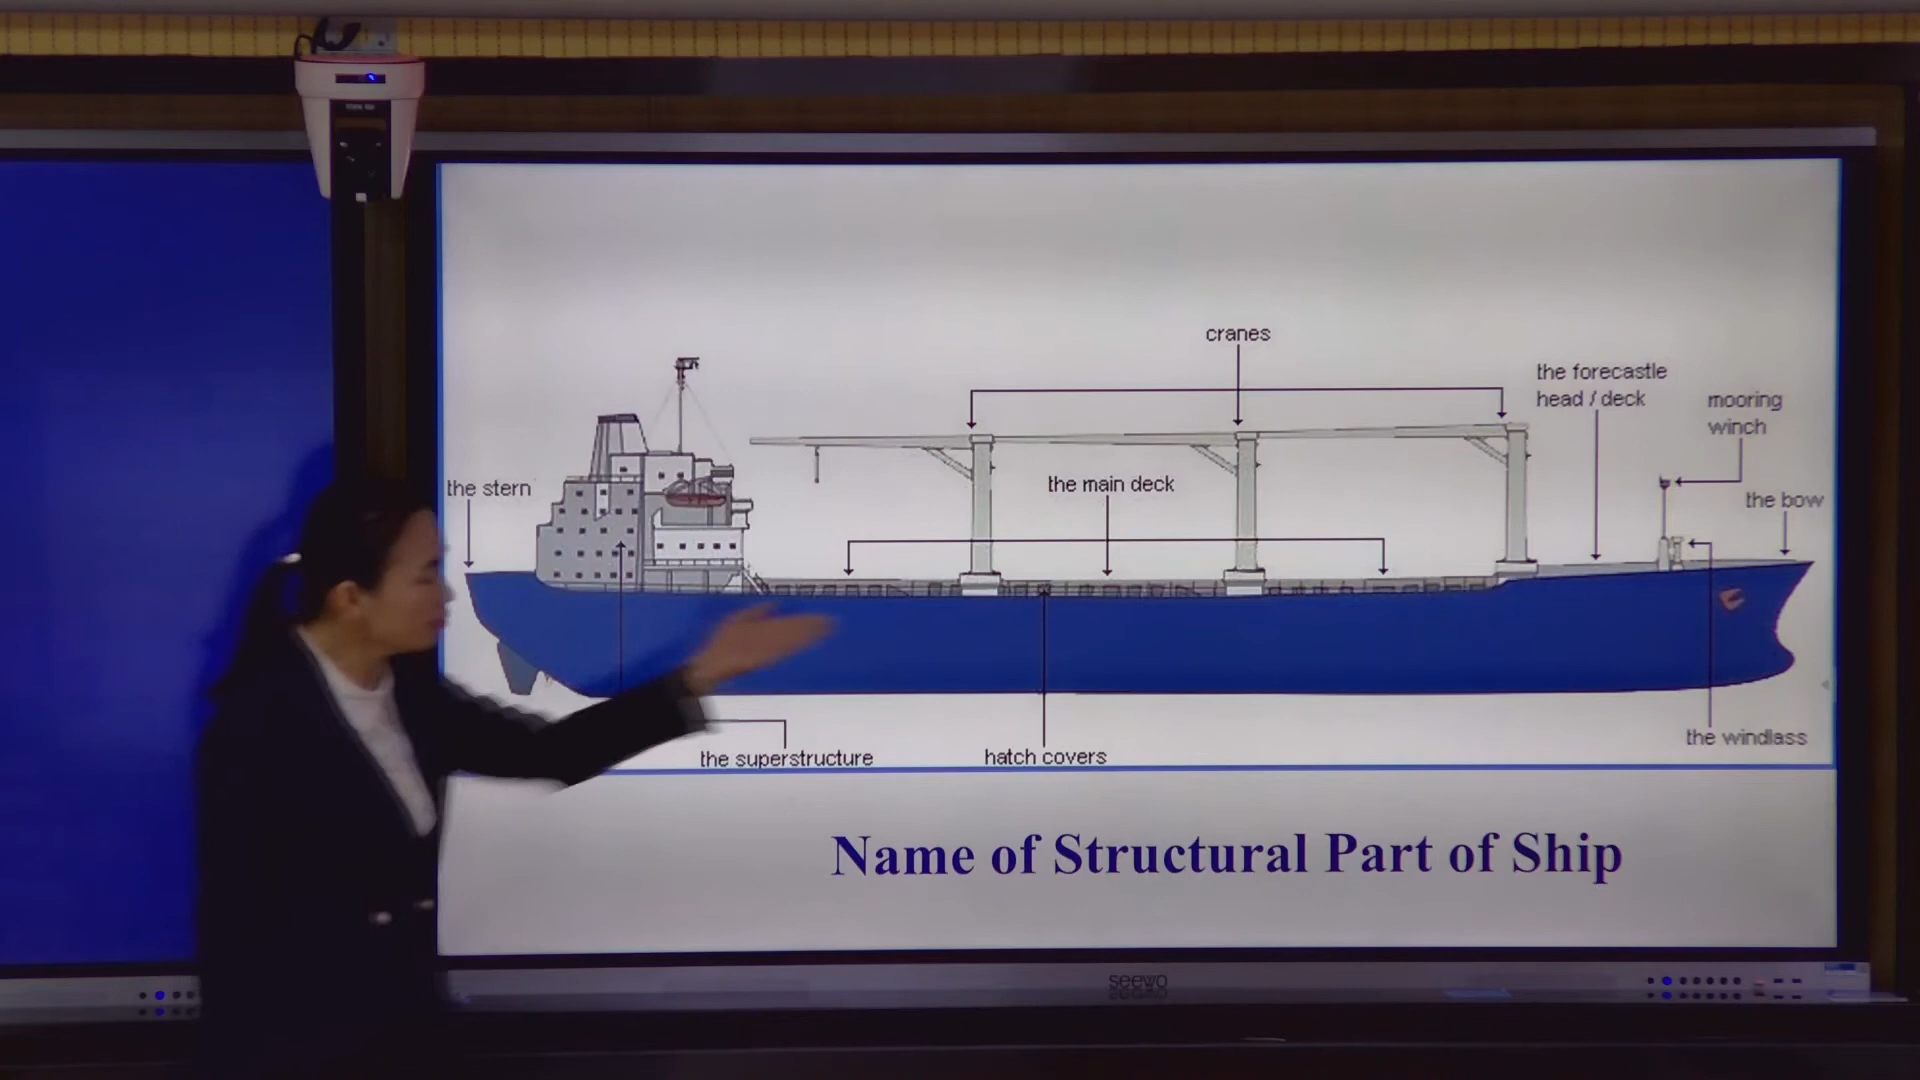 cranes
the forecastle
head / deck
mooring
winch
the stern
the main deck
the bow
the superstructure
hatch covers
the windlass
Name of Structural Part of Ship
seewo